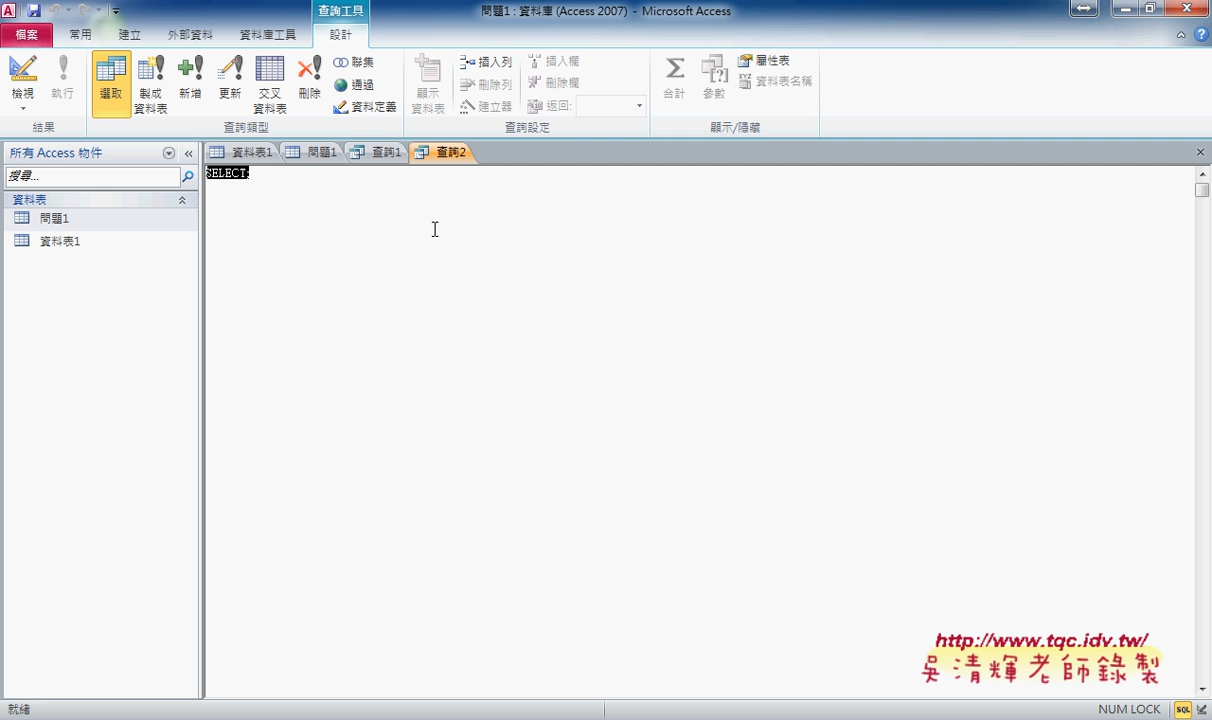 問題1 : 資料庫 (Access 2007) - Microsoft Access
查詢工具
檔案 常用 建立 外部資料 資料庫工具 設計
檢視 執行 選取 製成資料表 新增 更新 交叉資料表 刪除 聯集 通過 資料定義 顯示資料表 插入列 刪除列 建立器 插入欄 刪除欄 返回: 合計 參數 屬性表 資料表名稱
結果 查詢類型 查詢設定 顯示/隱藏
所有 Access 物件
資料表1 問題1 查詢1 查詢2
搜尋...
SELECT;
資料表
問題1
資料表1
http://www.tqc.idv.tw/
吳清輝老師錄製
就緒
NUM LOCK
SQL